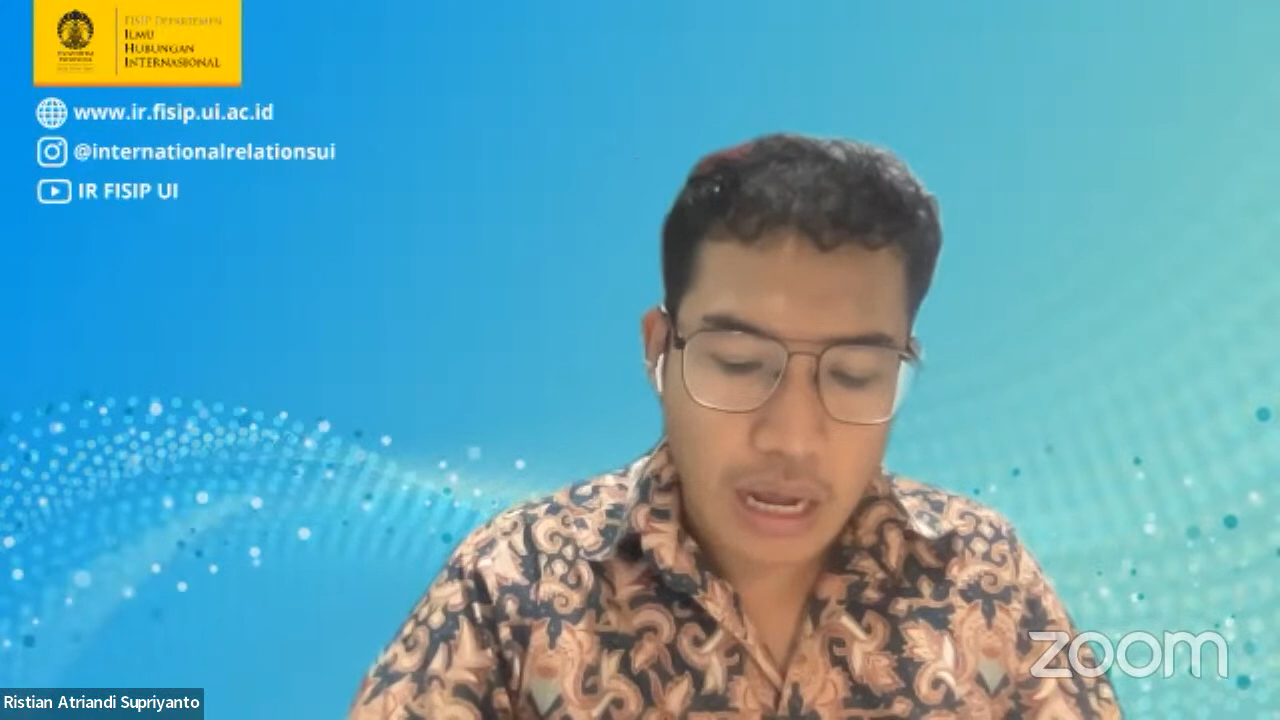 FISIP DEPARTEMEN
ILMU
HUBUNGAN
INTERNASIONAL
www.ir.fisip.ui.ac.id
@internationalrelationsui
IR FISIP UI
zoom
Ristian Atriandi Supriyanto